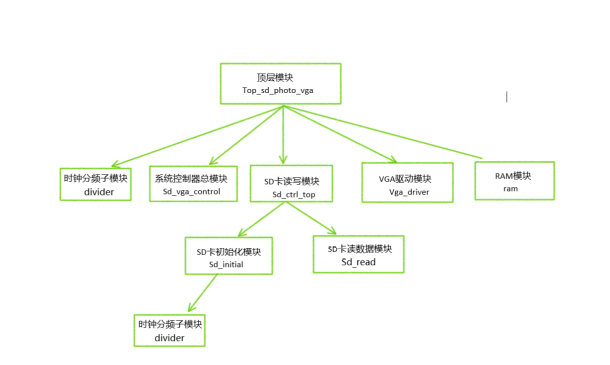 顶层模块
Top_sd_photo_vga
时钟分频子模块
divider
系统控制器总模块
Sd_vga_control
SD卡读写模块
Sd_ctrl_top
VGA驱动模块
Vga_driver
RAM模块
ram
SD卡初始化模块
Sd_initial
SD卡读数据模块
Sd_read
时钟分频子模块
divider